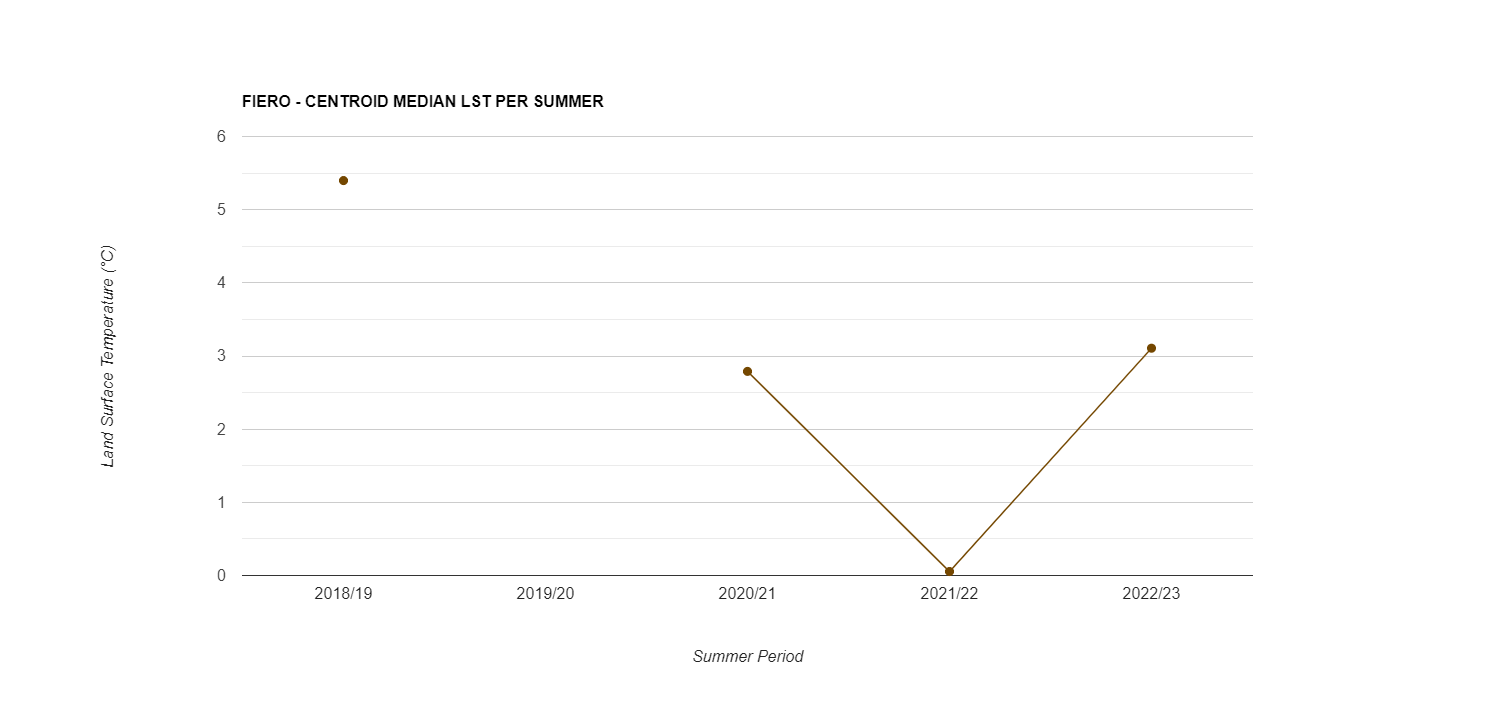 FIERO - CENTROID MEDIAN LST PER SUMMER
6
5
4
3
2
1
0
Land Surface Temperature (°C)
2018/19 2019/20 2020/21 2021/22 2022/23
Summer Period